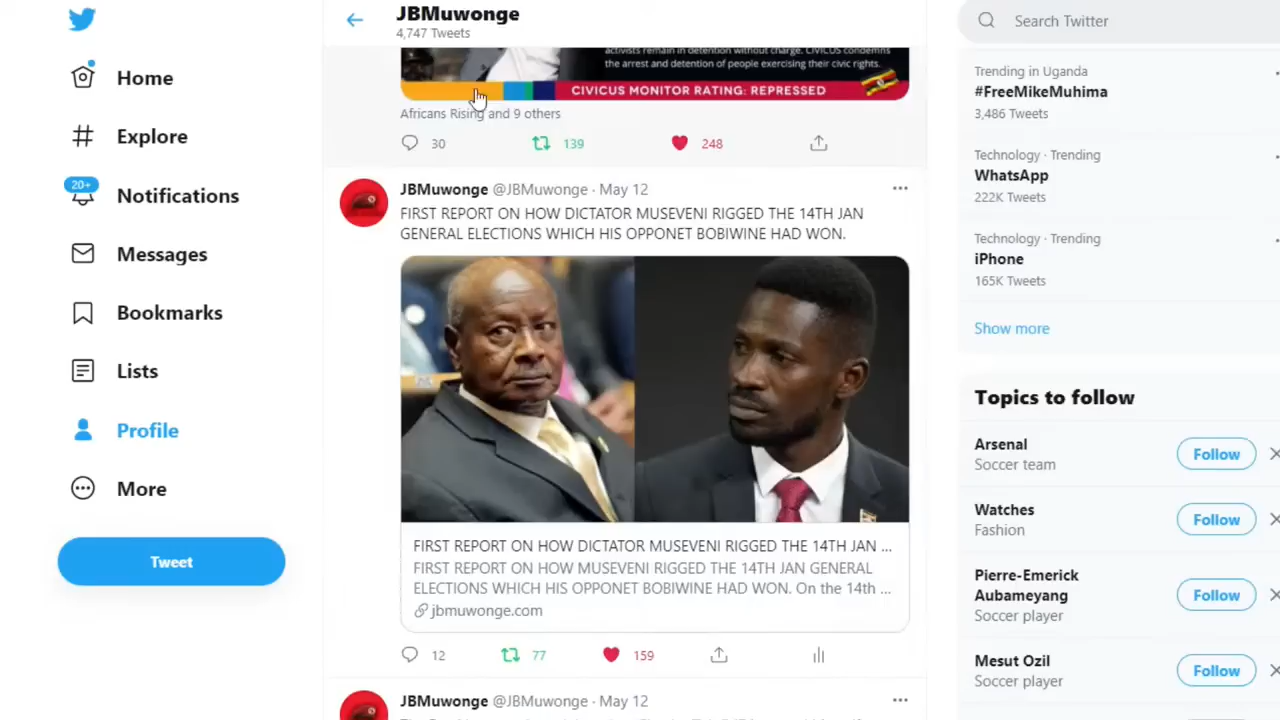 JBMuwonge
4,747 Tweets
Home
Explore
20+
Notifications
Messages
Bookmarks
Lists
Profile
More
Tweet
activists remain in detention without charge. CIVICUS condemns
the arrest and detention of people exercising their civic rights.
CIVICUS MONITOR RATING: REPRESSED
Africans Rising and 9 others
30 139 248
JBMuwonge @JBMuwonge · May 12
FIRST REPORT ON HOW DICTATOR MUSEVENI RIGGED THE 14TH JAN
GENERAL ELECTIONS WHICH HIS OPPONET BOBIWINE HAD WON.
FIRST REPORT ON HOW DICTATOR MUSEVENI RIGGED THE 14TH JAN ...
FIRST REPORT ON HOW MUSEVENI RIGGED THE 14TH JAN GENERAL
ELECTIONS WHICH HIS OPPONET BOBIWINE HAD WON. On the 14th ...
jbmuwonge.com
12 77 159
JBMuwonge @JBMuwonge · May 12
Search Twitter
Trending in Uganda
#FreeMikeMuhima
3,486 Tweets
Technology · Trending
WhatsApp
222K Tweets
Technology · Trending
iPhone
165K Tweets
Show more
Topics to follow
Arsenal
Soccer team
Follow
Watches
Fashion
Follow
Pierre-Emerick
Aubameyang
Soccer player
Follow
Mesut Ozil
Soccer player
Follow